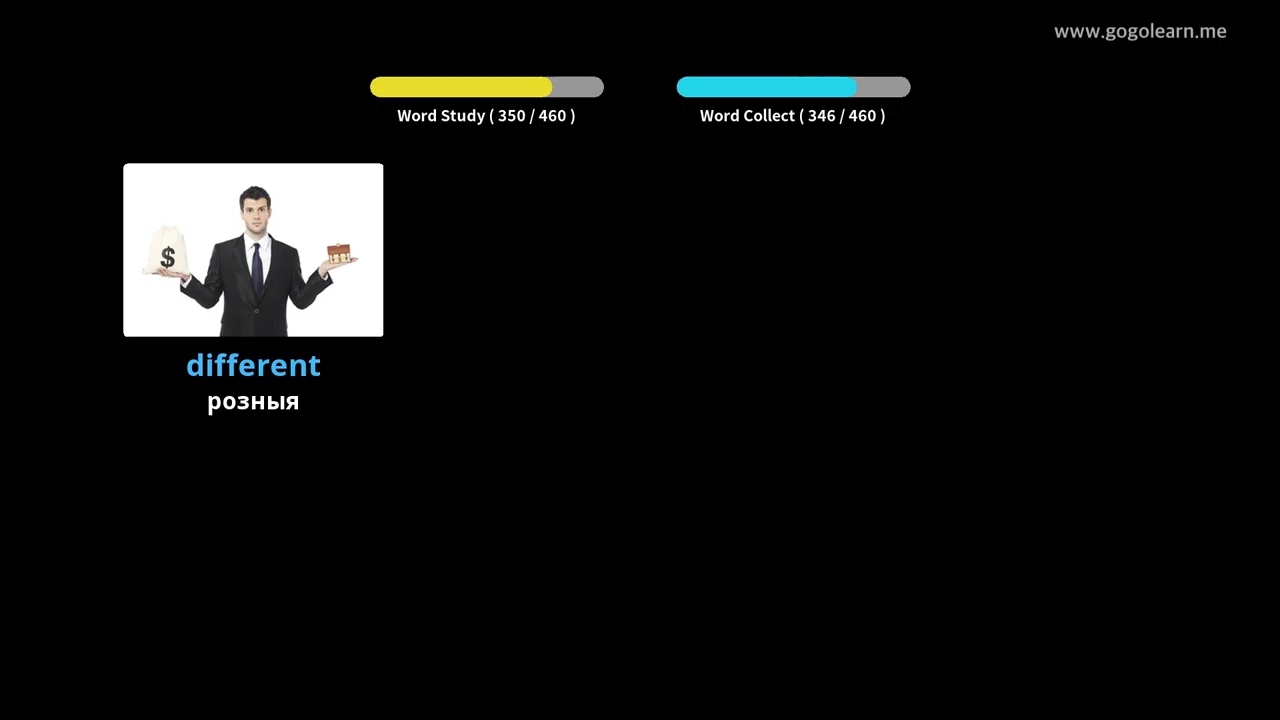 www.gogolearn.me
Word Study ( 350 / 460 )
Word Collect ( 346 / 460 )
$
different
розныя